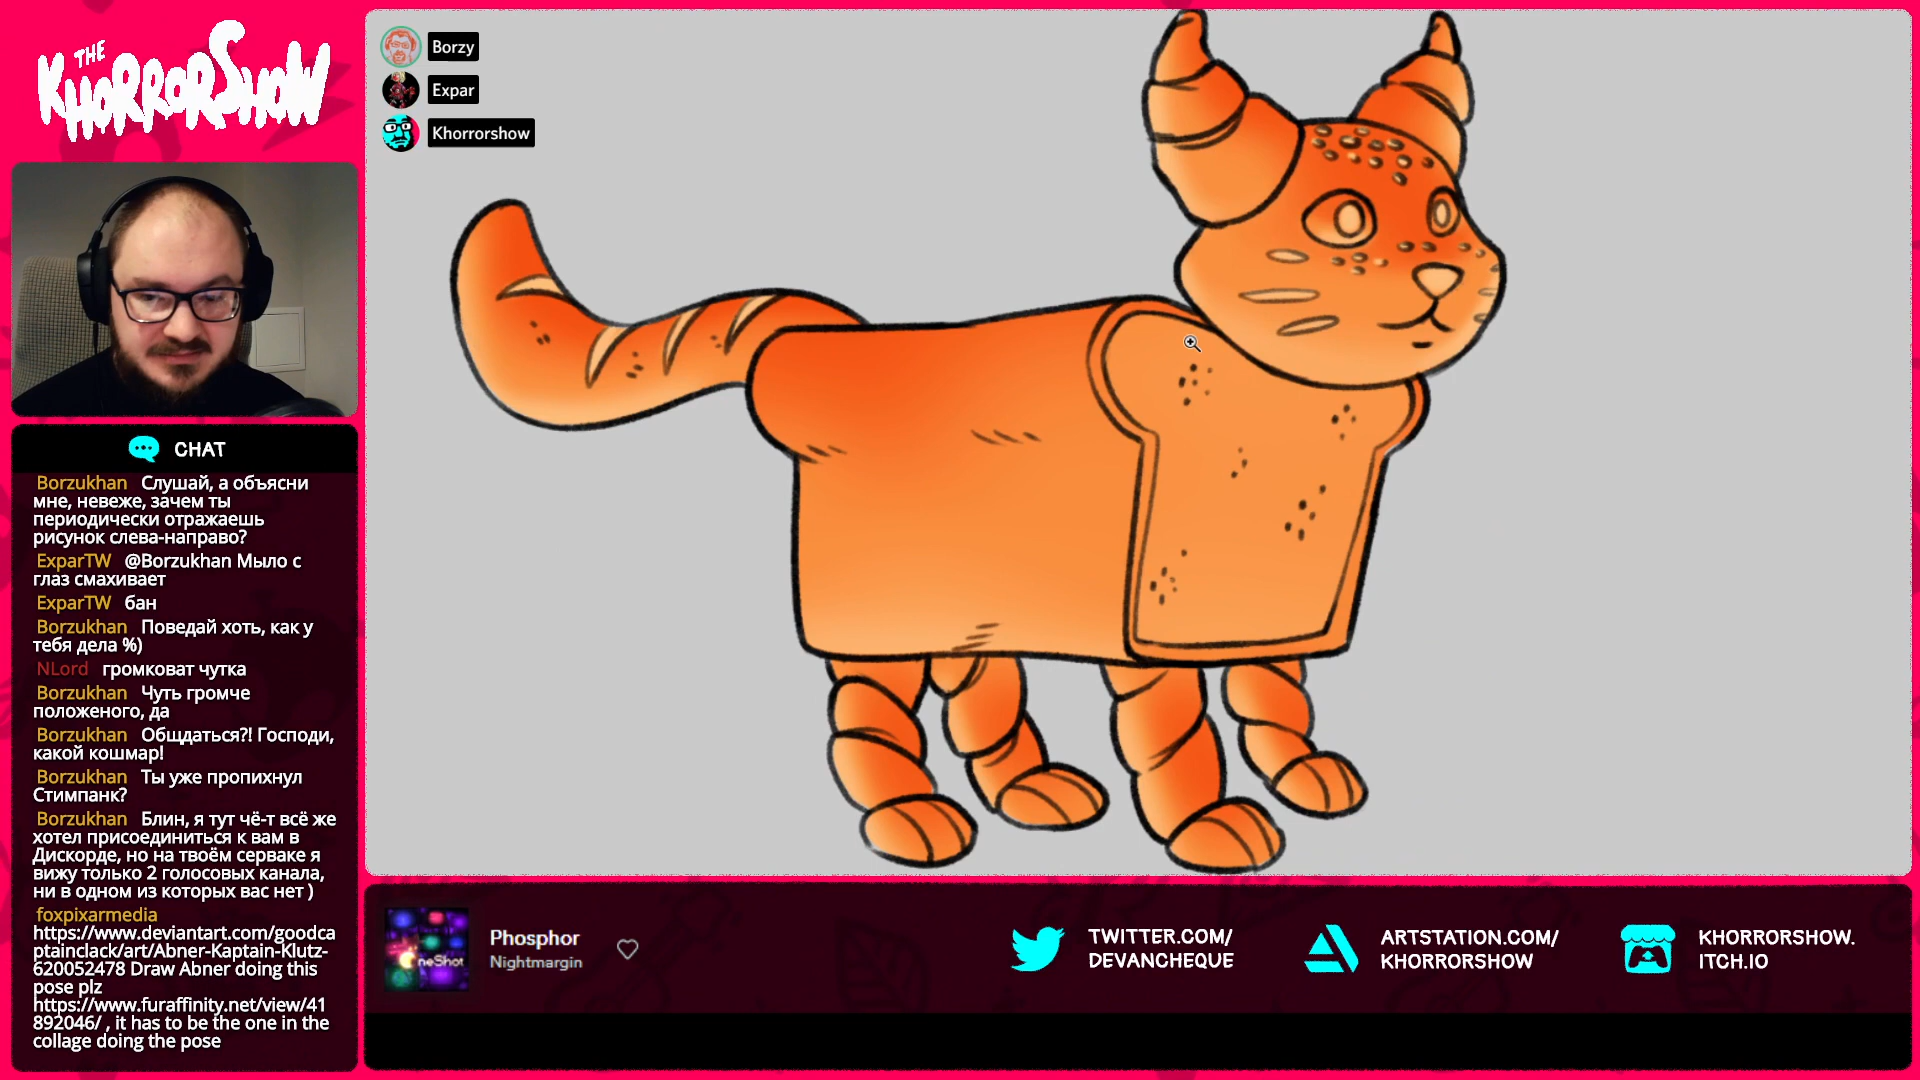 THE
KHORRORSHOW
Borzy
Expar
Khorrorshow
CHAT
Borzukhan Слушай, а объясни
мне, невеже, зачем ты
периодически отражаешь
рисунок слева-направо?
ExparTW @Borzukhan Мыло с
глаз смахивает
ExparTW бан
Borzukhan Поведай хоть, как у
тебя дела %)
NLord громковат чутка
Borzukhan Чуть громче
положеного, да
Borzukhan Общдаться?! Господи,
какой кошмар!
Borzukhan Ты уже пропихнул
Стимпанк?
Borzukhan Блин, я тут чё-т всё же
хотел присоединиться к вам в
Дискорде, но на твоём серваке я
вижу только 2 голосовых канала,
ни в одном из которых вас нет )
foxpixarmedia
https://www.deviantart.com/goodca
ptainclack/art/Abner-Kaptain-Klutz-
620052478 Draw Abner doing this
pose plz
https://www.furaffinity.net/view/41
892046/ , it has to be the one in the
collage doing the pose
neShot
Phosphor
Nightmargin
TWITTER.COM/
DEVANCHEQUE
ARTSTATION.COM/
KHORRORSHOW
KHORRORSHOW.
ITCH.IO